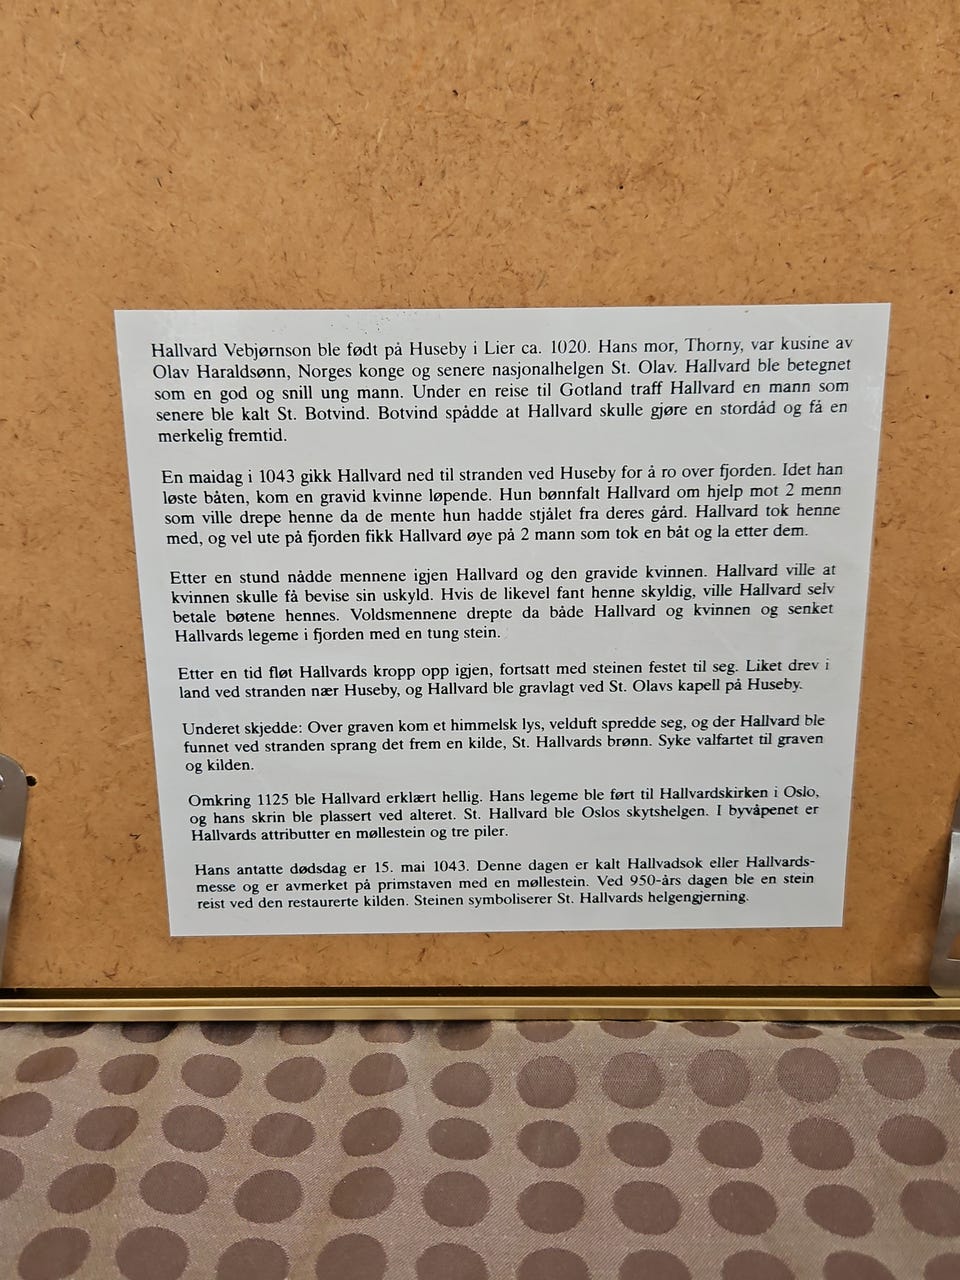 Hallvard Vebjørnson ble født på Huseby i Lier ca. 1020. Hans mor, Thorny, var kusine av
Olav Haraldsønn, Norges konge og senere nasjonalhelgen St. Olav. Hallvard ble betegnet
som en god og snill ung mann. Under en reise til Gotland traff Hallvard en mann som
senere ble kalt St. Botvind. Botvind spådde at Hallvard skulle gjøre en stordåd og få en
merkelig fremtid.
En maidag i 1043 gikk Hallvard ned til stranden ved Huseby for å ro over fjorden. Idet han
løste båten, kom en gravid kvinne løpende. Hun bønnfalt Hallvard om hjelp mot 2 menn
som ville drepe henne da de mente hun hadde stjålet fra deres gård. Hallvard tok henne
med, og vel ute på fjorden fikk Hallvard øye på 2 mann som tok en båt og la etter dem.
Etter en stund nådde mennene igjen Hallvard og den gravide kvinnen. Hallvard ville at
kvinnen skulle få bevise sin uskyld. Hvis de likevel fant henne skyldig, ville Hallvard selv
betale bøtene hennes. Voldsmennene drepte da både Hallvard og kvinnen og senket
Hallvards legeme i fjorden med en tung stein.
Etter en tid fløt Hallvards kropp opp igjen, fortsatt med steinen festet til seg. Liket drev i
land ved stranden nær Huseby, og Hallvard ble gravlagt ved St. Olavs kapell på Huseby.
Underet skjedde: Over graven kom et himmelsk lys, velduft spredde seg, og der Hallvard ble
funnet ved stranden sprang det frem en kilde, St. Hallvards brønn. Syke valfartet til graven
og kilden.
Omkring 1125 ble Hallvard erklært hellig. Hans legeme ble ført til Hallvardskirken i Oslo,
og hans skrin ble plassert ved alteret. St. Hallvard ble Oslos skytshelgen. I byvåpenet er
Hallvards attributter en møllestein og tre piler.
Hans antatte dødsdag er 15. mai 1043. Denne dagen er kalt Hallvadsok eller Hallvards-
messe og er avmerket på primstaven med en møllestein. Ved 950-års dagen ble en stein
reist ved den restaurerte kilden. Steinen symboliserer St. Hallvards helgengjerning.